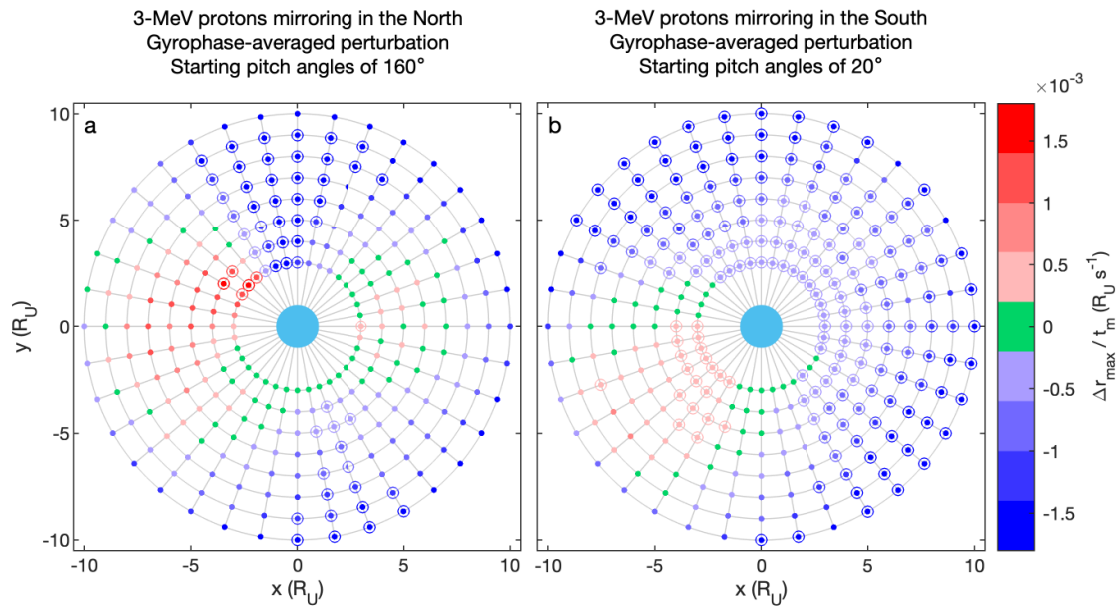 3-MeV protons mirroring in the North
Gyrophase-averaged perturbation
Starting pitch angles of 160°
3-MeV protons mirroring in the South
Gyrophase-averaged perturbation
Starting pitch angles of 20°
×10⁻³
a
b
10
5
0
-5
-10
y (R_U)
-10
-5
0
5
10
x (R_U)
-10
-5
0
5
10
x (R_U)
1.5
1
0.5
0
-0.5
-1
-1.5
Δr_max / t_m (R_U s⁻¹)